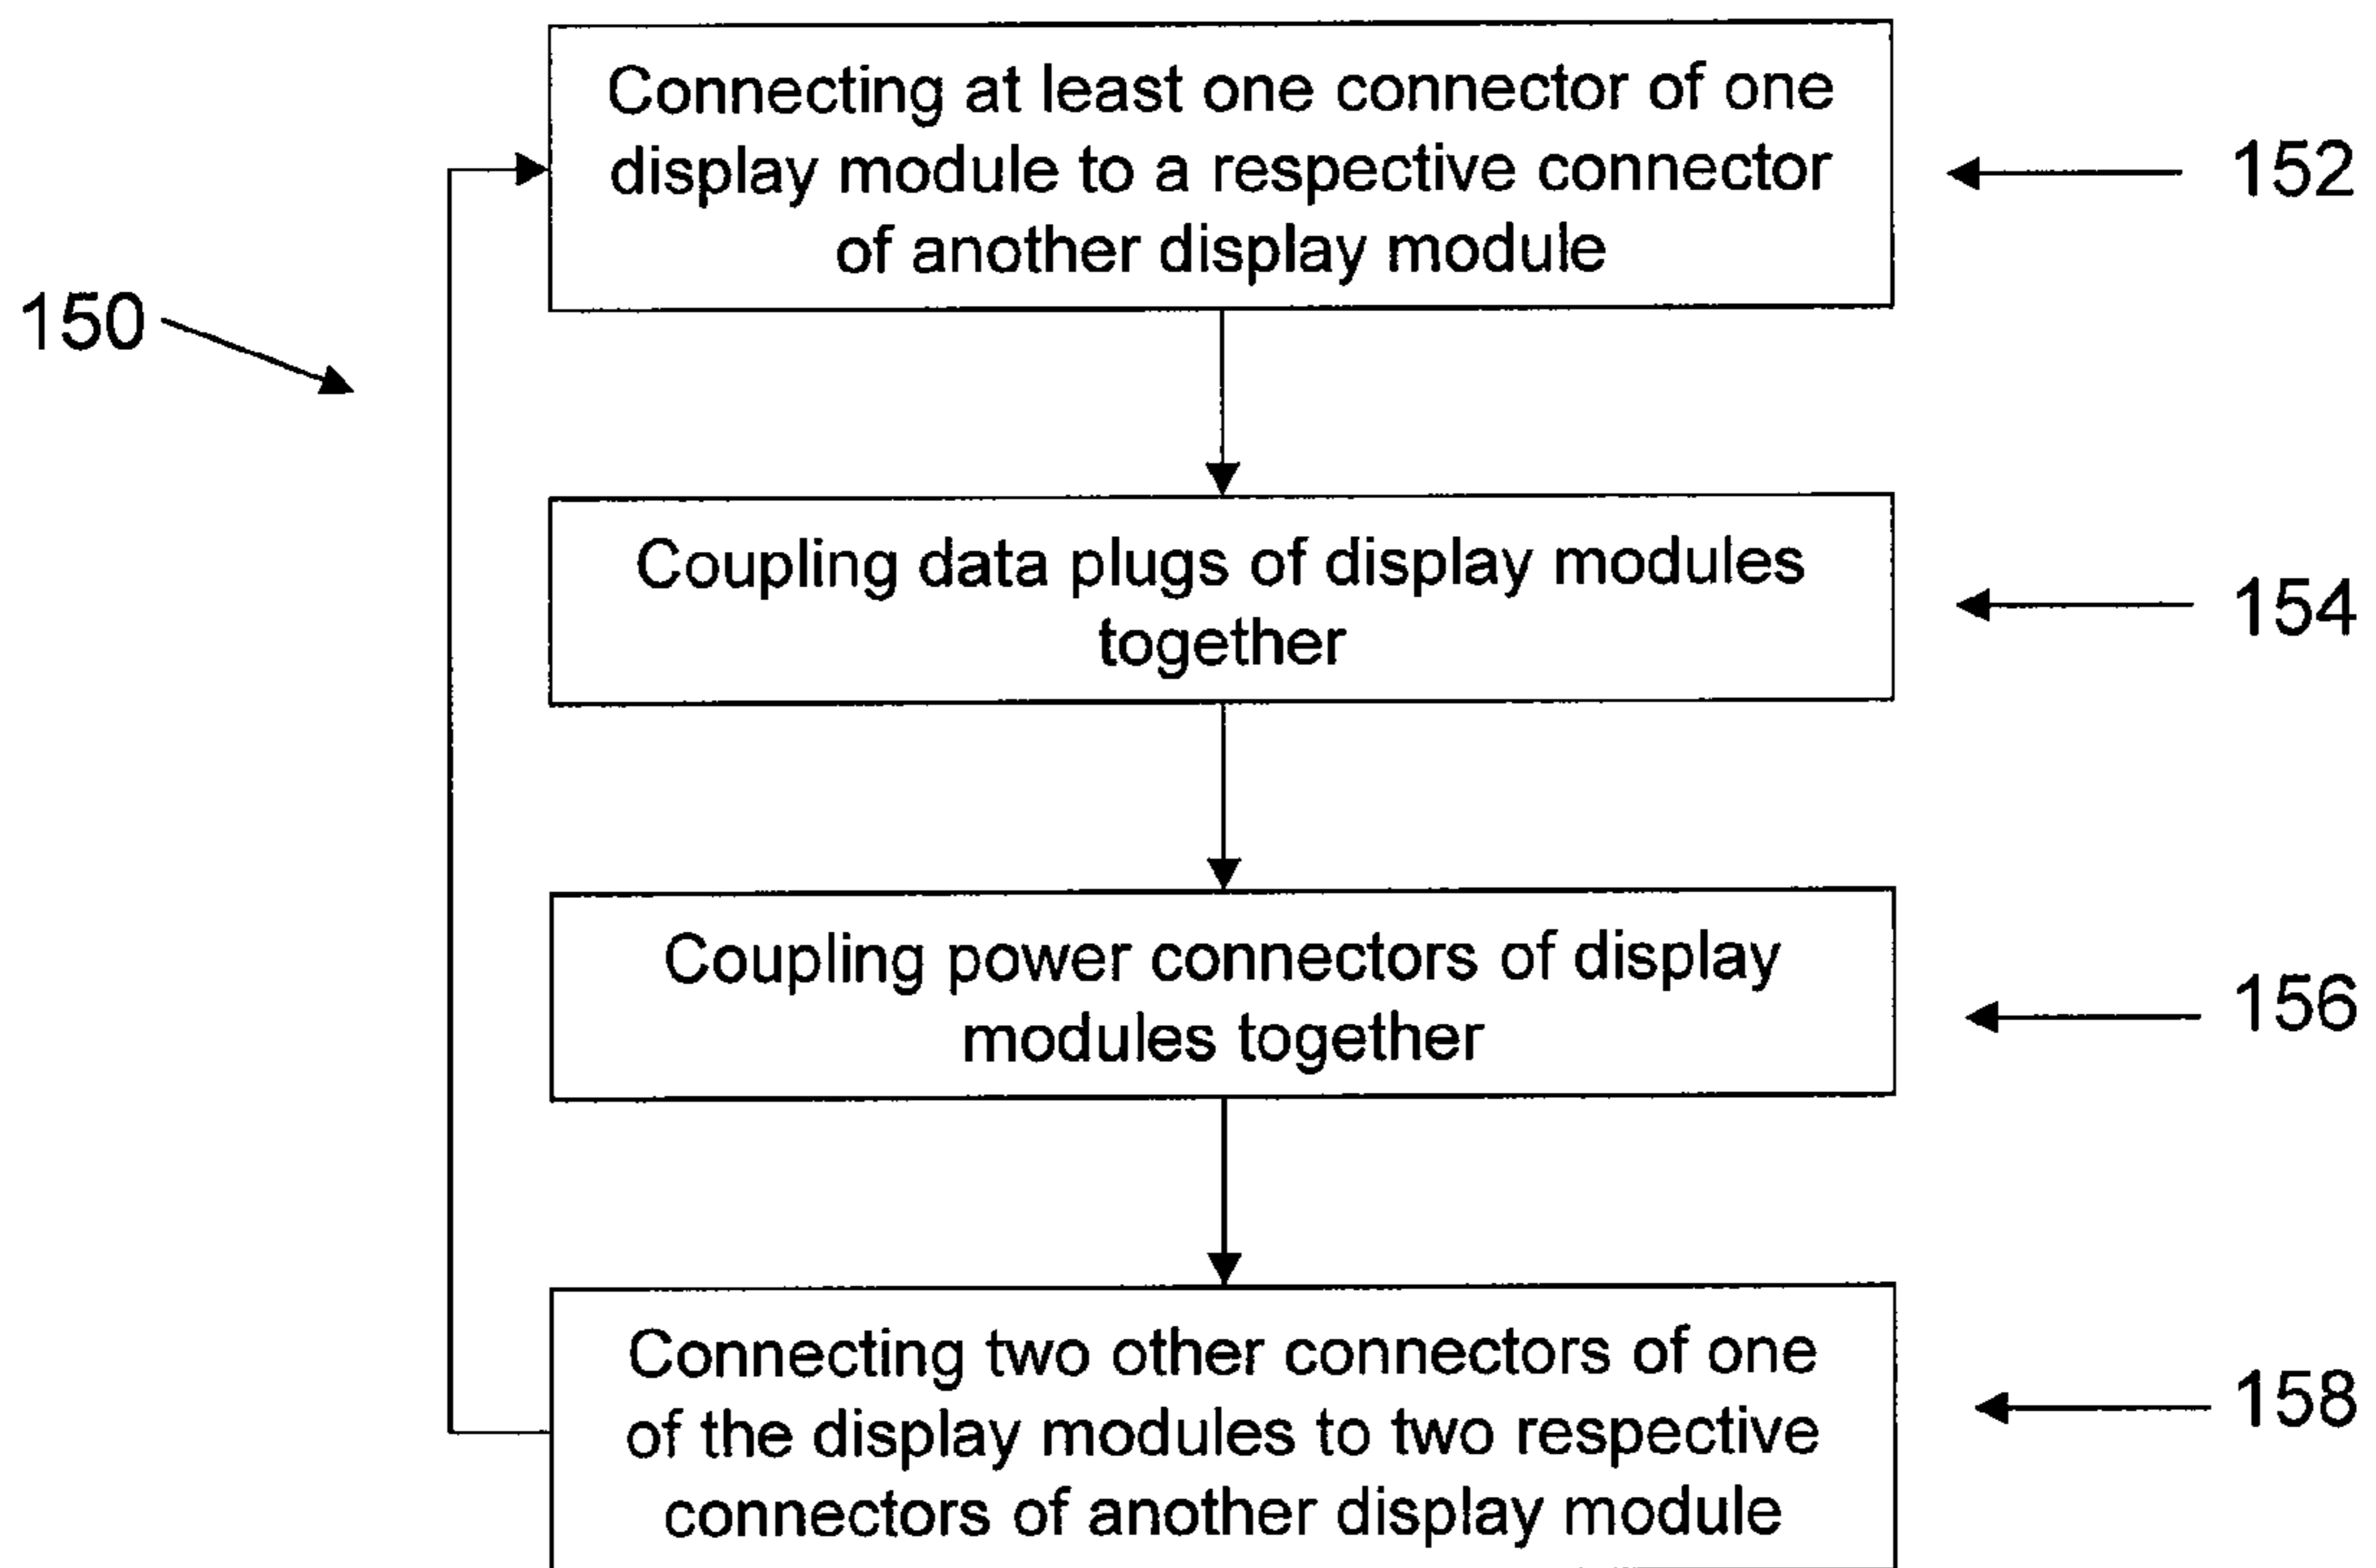 Connecting at least one connector of one
display module to a respective connector
of another display module
152
150
Coupling data plugs of display modules
together
154
Coupling power connectors of display
modules together
156
Connecting two other connectors of one
of the display modules to two respective
connectors of another display module
158